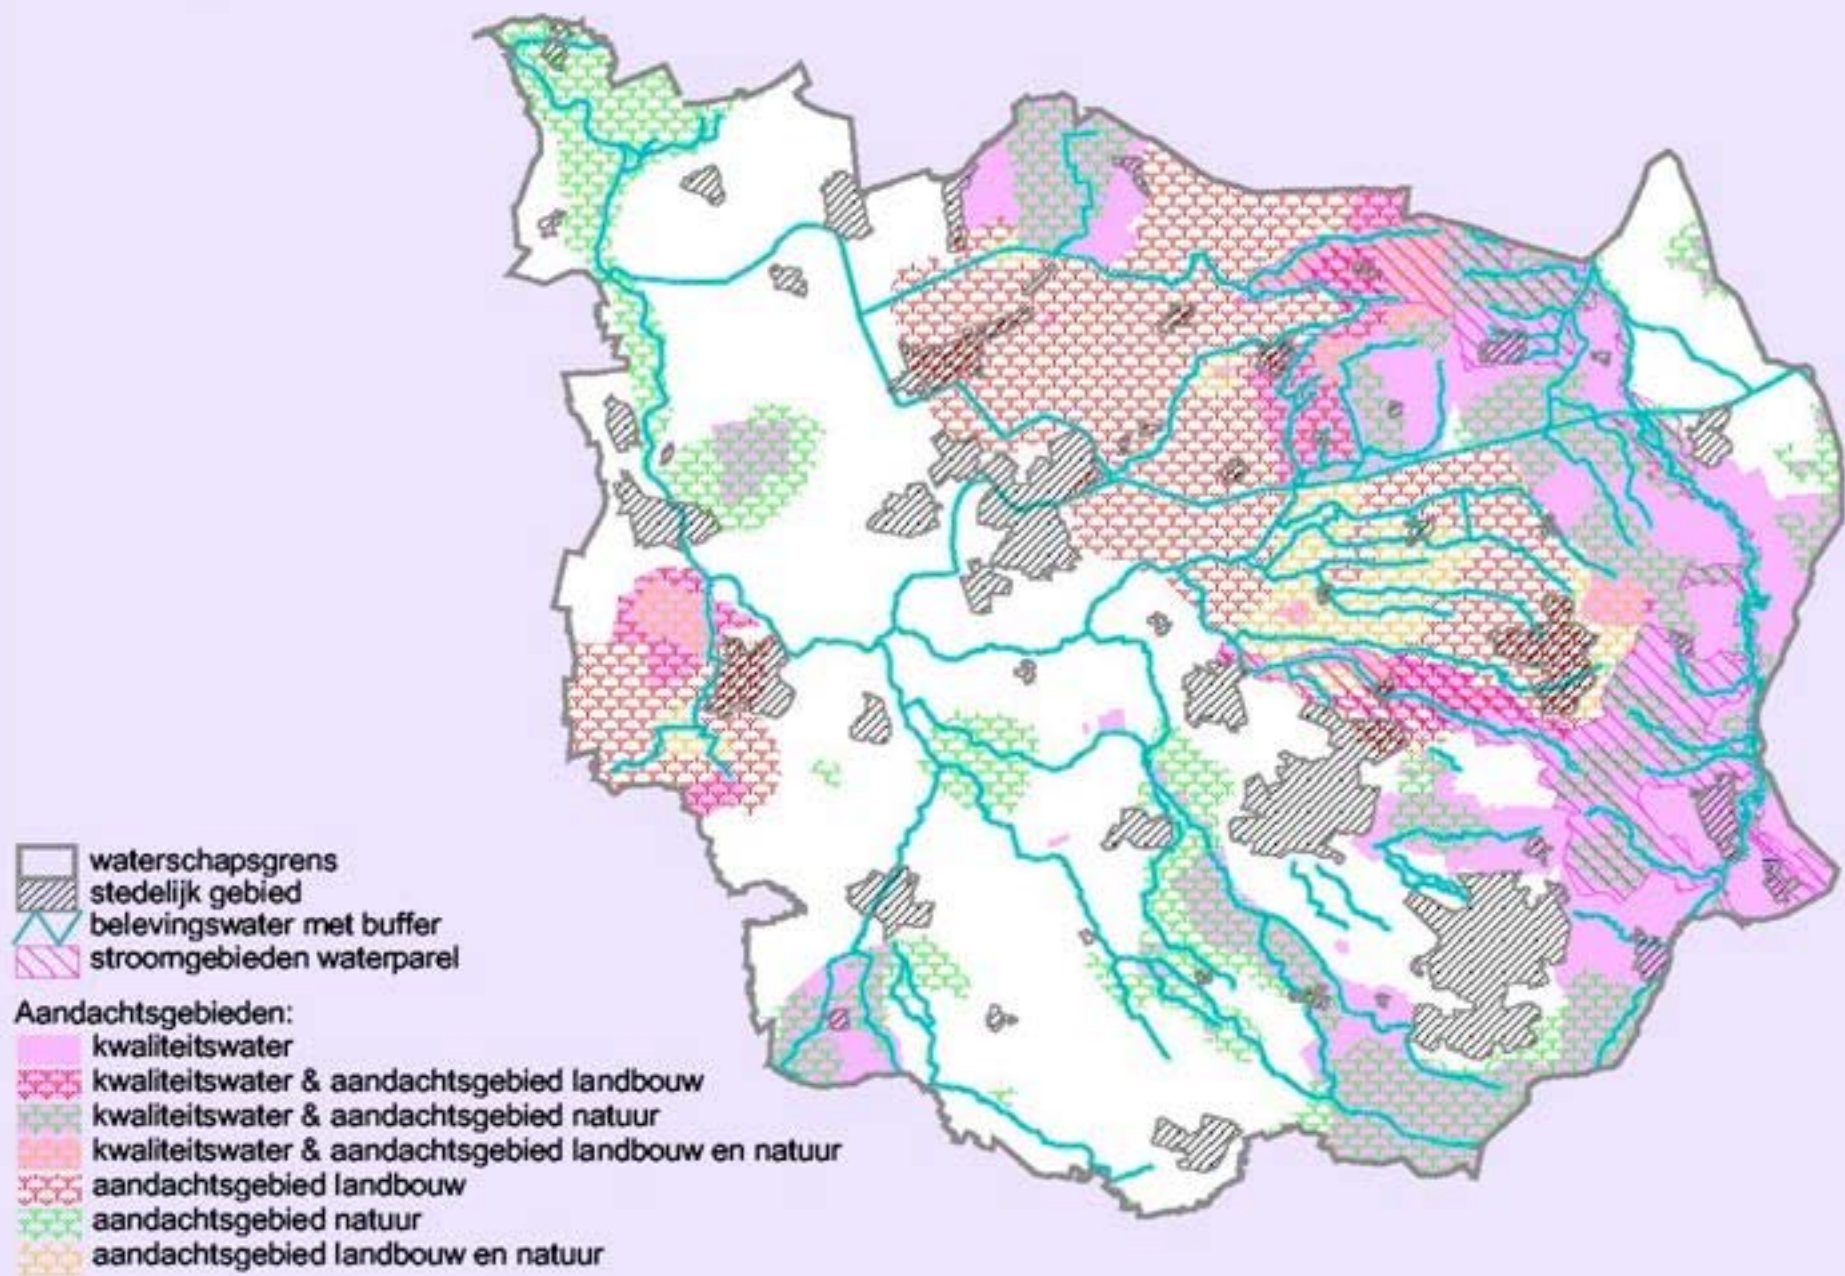 waterschapsgrens
stedelijk gebied
belevingswater met buffer
stroomgebieden waterparel
Aandachtsgebieden:
kwaliteitswater
kwaliteitswater & aandachtsgebied landbouw
kwaliteitswater & aandachtsgebied natuur
kwaliteitswater & aandachtsgebied landbouw en natuur
aandachtsgebied landbouw
aandachtsgebied natuur
aandachtsgebied landbouw en natuur